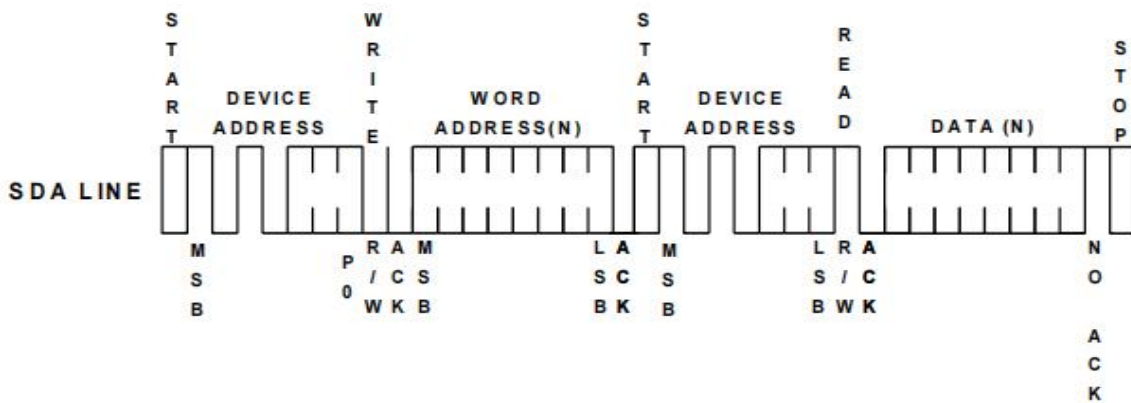 START
WRITE
START
READ
STOP
DEVICE
ADDRESS
WORD
ADDRESS(N)
DEVICE
ADDRESS
DATA (N)
SDA LINE
MSB
P0
R/W
ACK
MSB
LSB
ACK
MSB
LSB
R/W
ACK
NO ACK